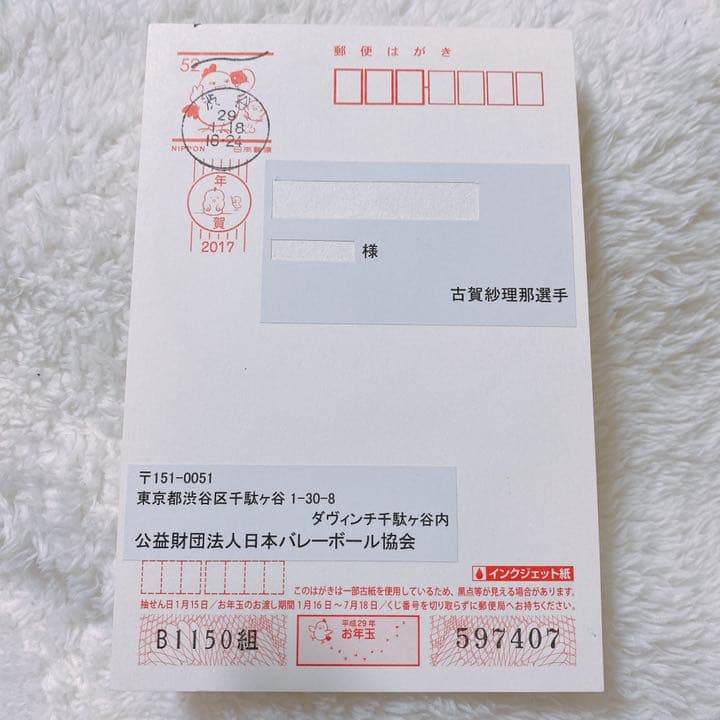 郵便はがき
52
渋谷
29
1.18
18-24
NIPPON 日本郵便
年
賀
2017
様
古賀紗理那選手
〒151-0051
東京都渋谷区千駄ヶ谷 1-30-8
ダヴィンチ千駄ヶ谷内
公益財団法人日本バレーボール協会
インクジェット紙
このはがきは一部古紙を使用しているため、黒点等が見える場合があります。
抽せん日1月15日/お年玉のお渡し期間1月16日〜7月18日/くじ番号を切り取らずに郵便局へお持ちください。
B1150組
平成29年
お年玉
597407